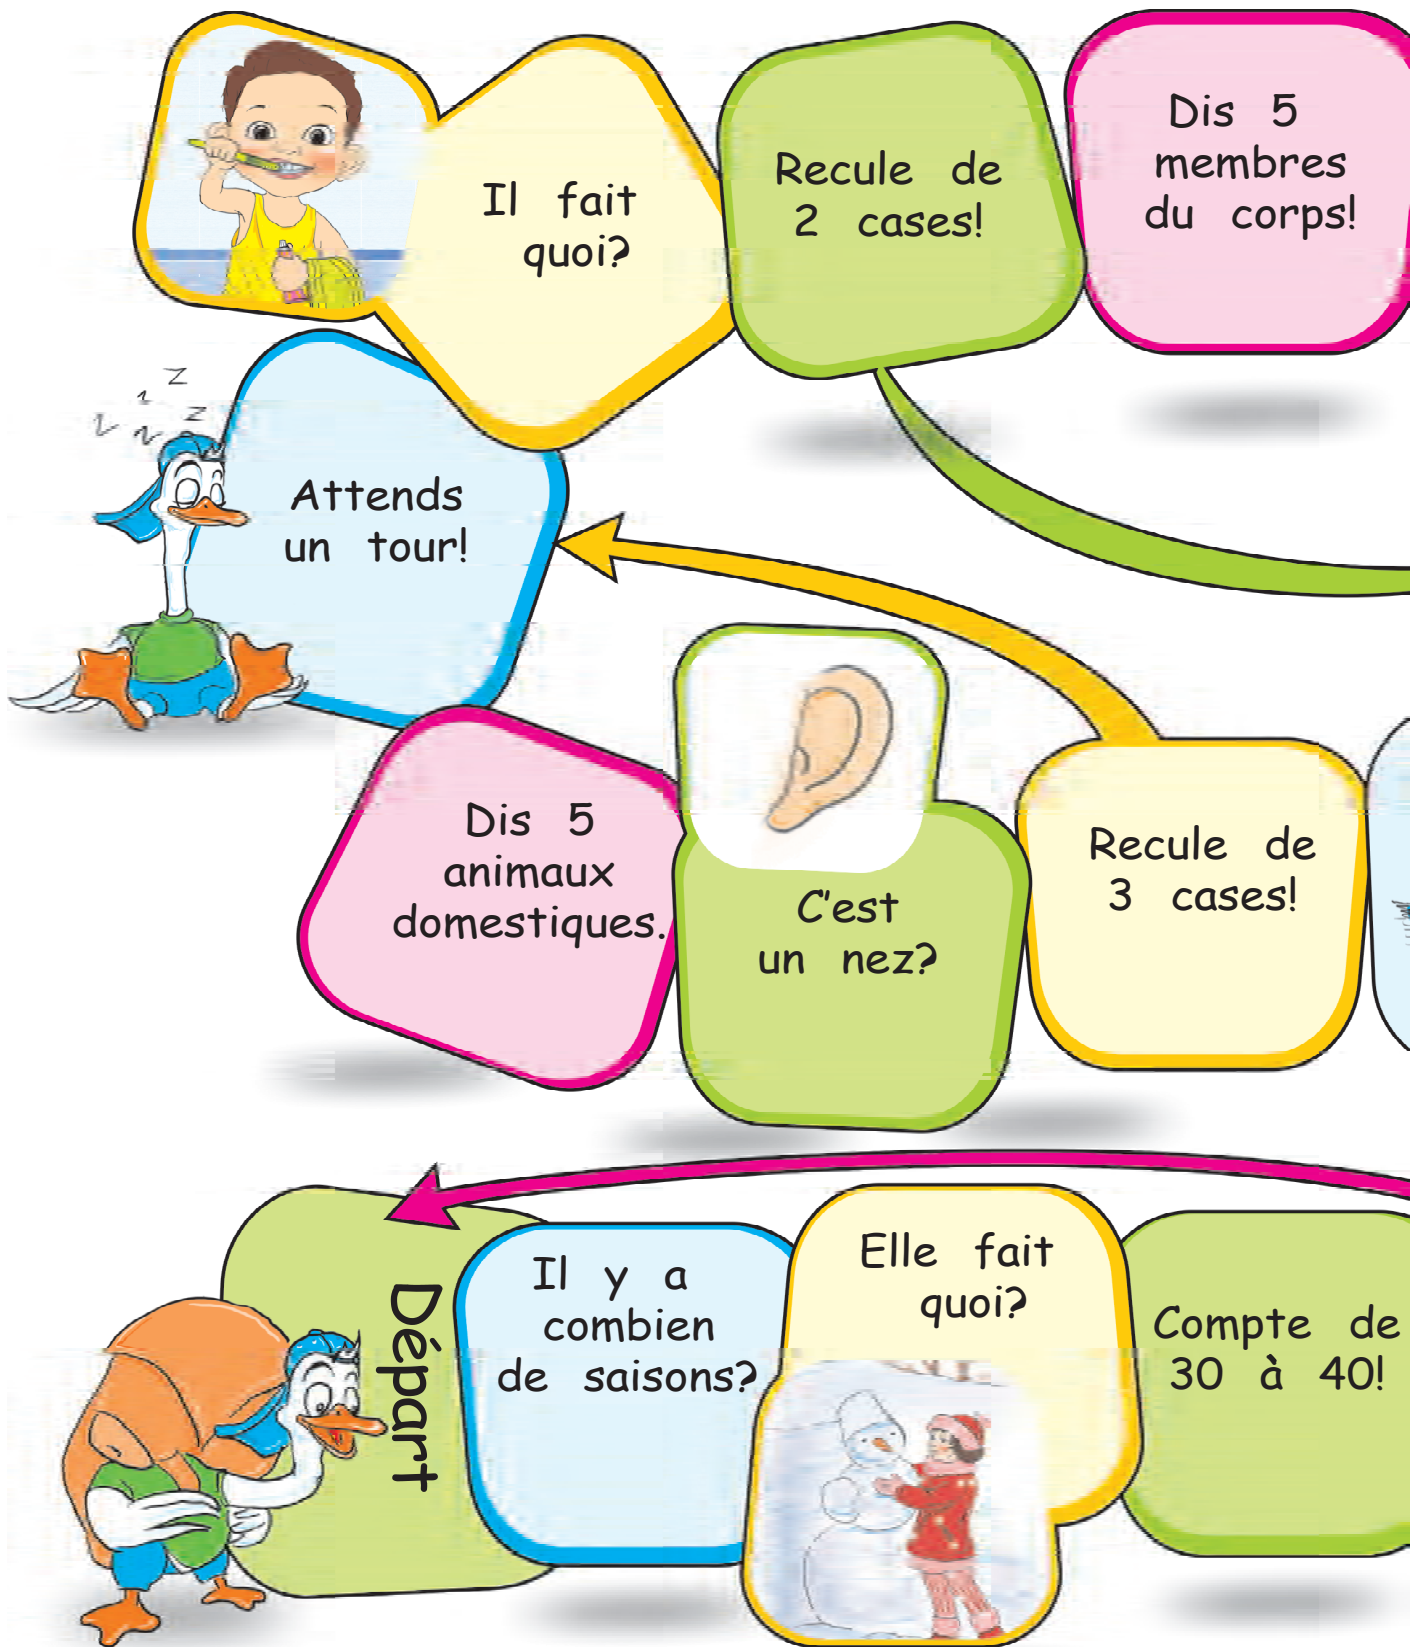 Il fait
quoi?
Recule de
2 cases!
Dis 5
membres
du corps!
z
z
z
z
z
Attends
un tour!
Dis 5
animaux
domestiques.
C'est
un nez?
Recule de
3 cases!
Départ
Il y a
combien
de saisons?
Elle fait
quoi?
Compte de
30 à 40!